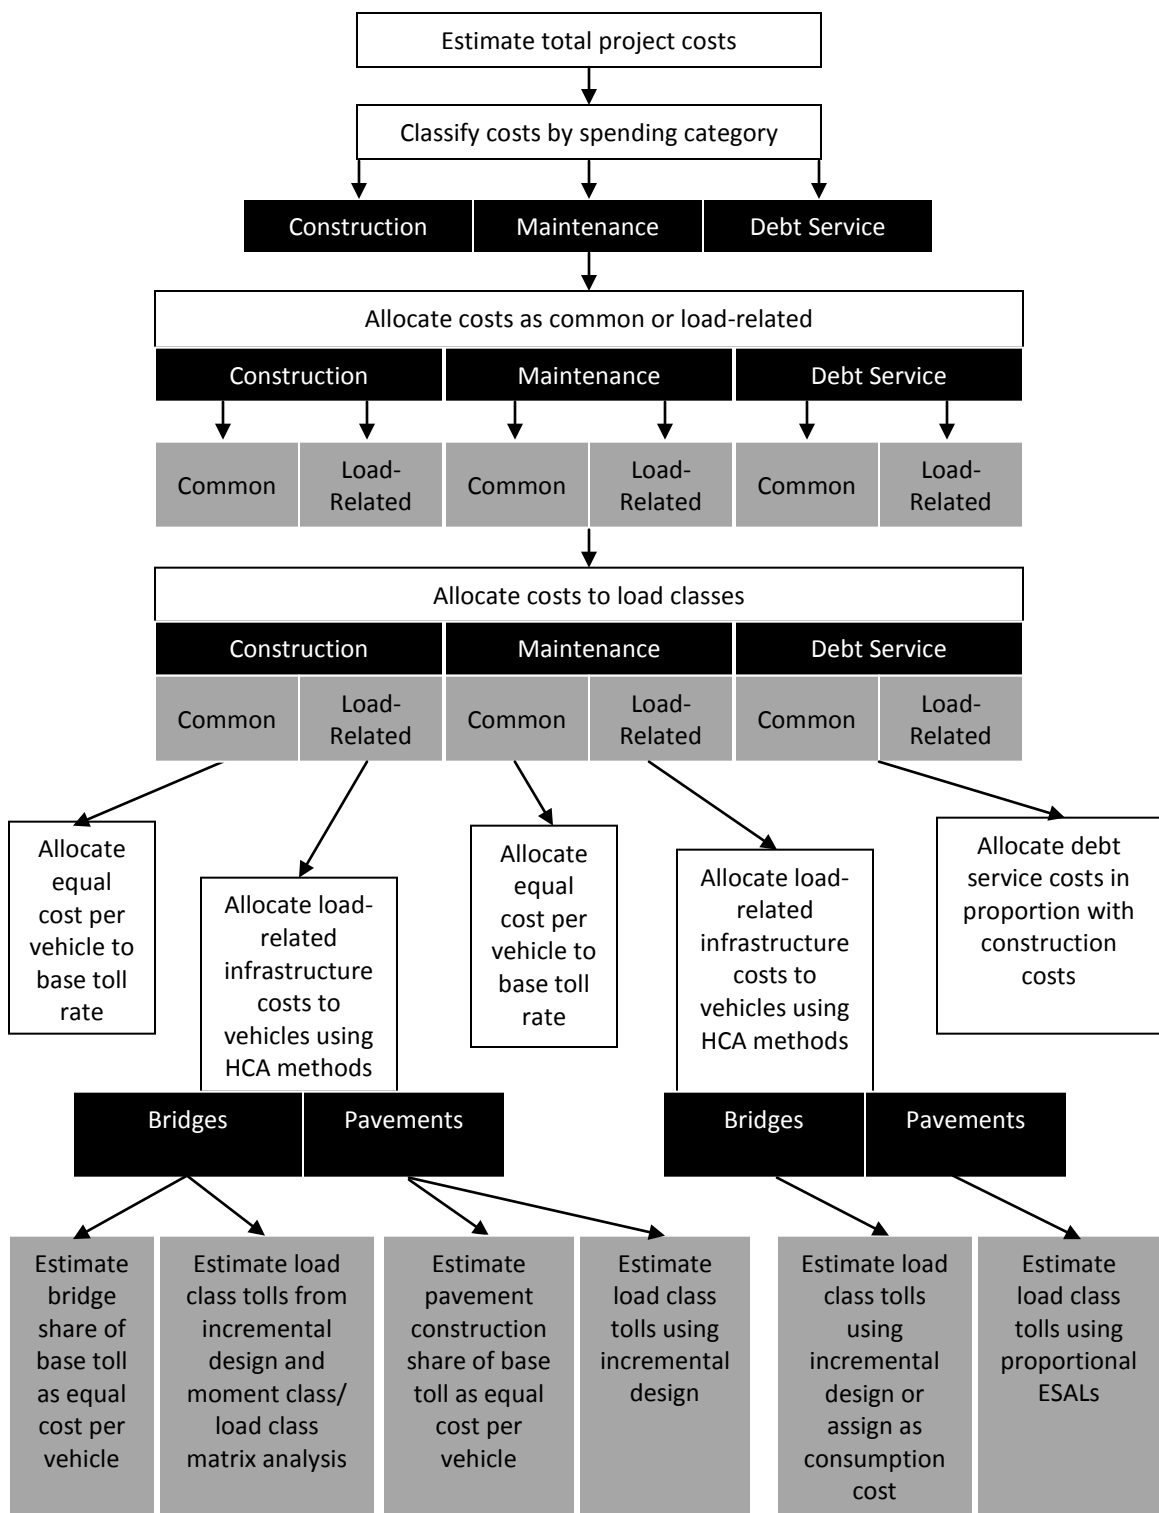 Estimate total project costs
Classify costs by spending category
Construction
Maintenance
Debt Service
Allocate costs as common or load-related
Construction
Maintenance
Debt Service
Common
Load-
Related
Common
Load-
Related
Common
Load-
Related
Allocate costs to load classes
Construction
Maintenance
Debt Service
Common
Load-
Related
Common
Load-
Related
Common
Load-
Related
Allocate
equal
cost per
vehicle to
base toll
rate
Allocate load-
related
infrastructure
costs to
vehicles using
HCA methods
Allocate
equal
cost per
vehicle to
base toll
rate
Allocate load-
related
infrastructure
costs to
vehicles using
HCA methods
Allocate debt
service costs in
proportion with
construction
costs
Bridges
Pavements
Bridges
Pavements
Estimate
bridge
share of
base toll
as equal
cost per
vehicle
Estimate load
class tolls from
incremental
design and
moment class/
load class
matrix analysis
Estimate
pavement
construction
share of base
toll as equal
cost per
vehicle
Estimate
load class
tolls using
incremental
design
Estimate load
class tolls
using
incremental
design or
assign as
consumption
cost
Estimate
load class
tolls using
proportional
ESALs